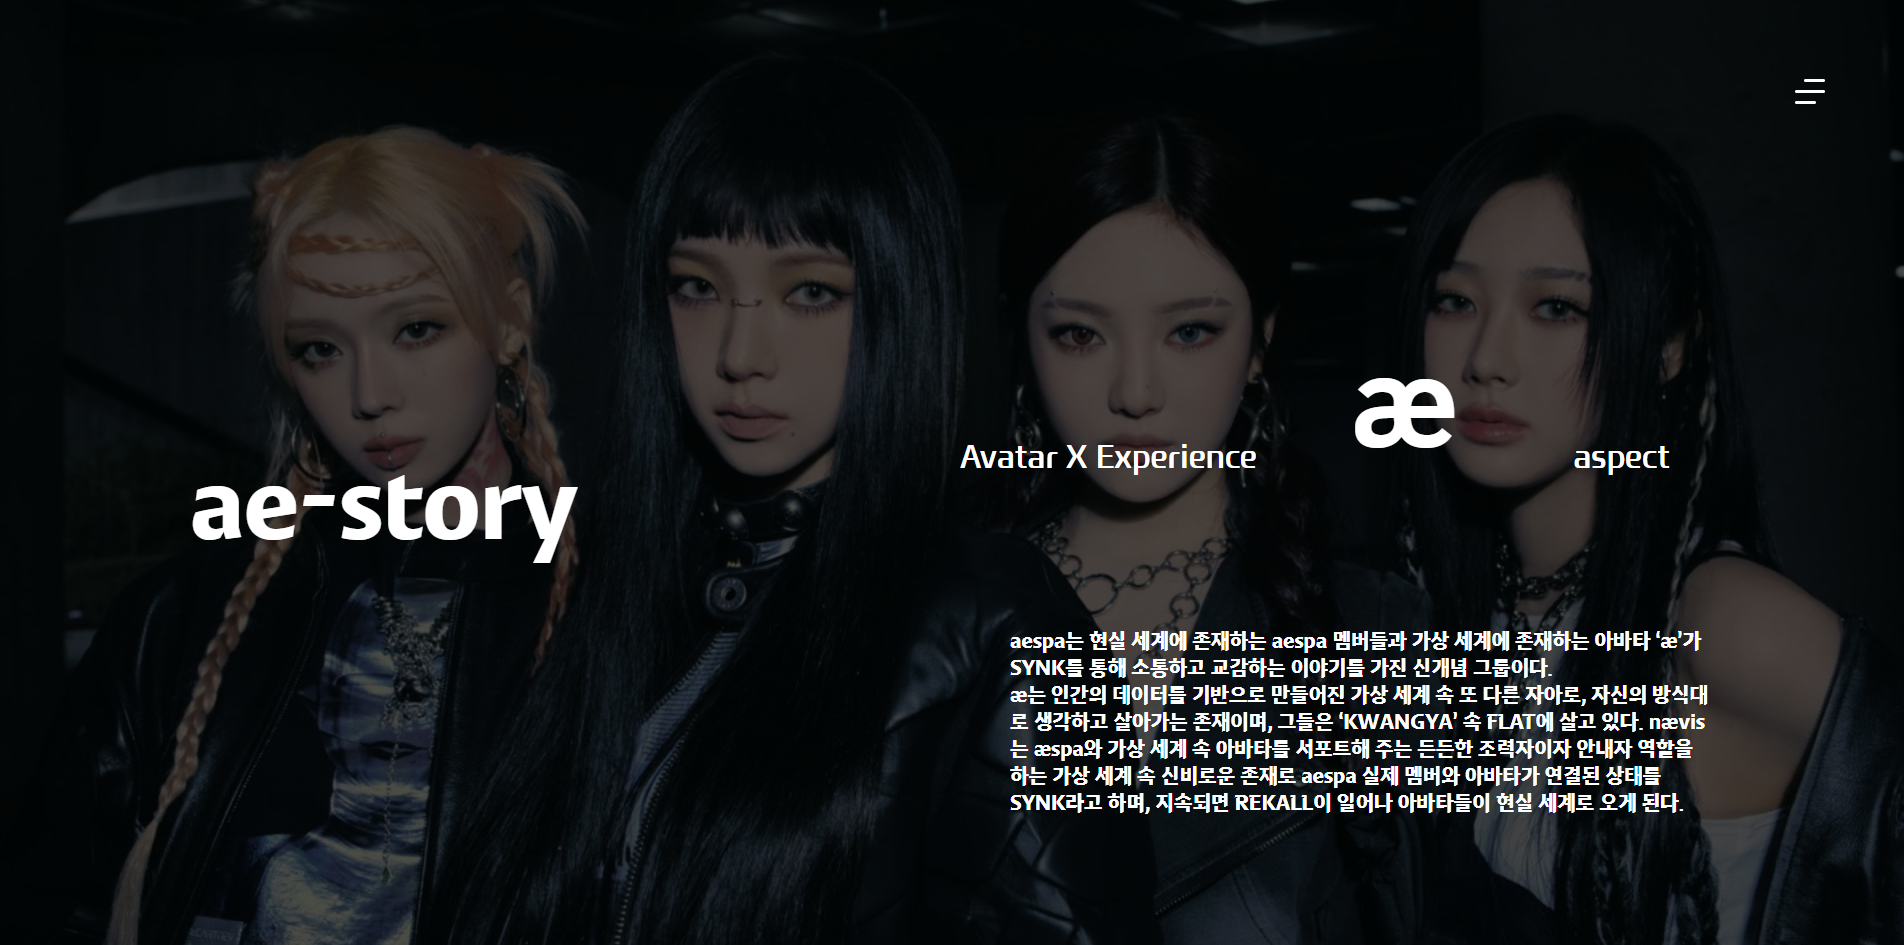 ae-story
Avatar X Experience
æ
aspect
aespa는 현실 세계에 존재하는 aespa 멤버들과 가상 세계에 존재하는 아바타 ‘æ’가
SYNK를 통해 소통하고 교감하는 이야기를 가진 신개념 그룹이다.
æ는 인간의 데이터를 기반으로 만들어진 가상 세계 속 또 다른 자아로, 자신의 방식대
로 생각하고 살아가는 존재이며, 그들은 ‘KWANGYA’ 속 FLAT에 살고 있다. nævis
는 æspa와 가상 세계 속 아바타를 서포트해 주는 든든한 조력자이자 안내자 역할을
하는 가상 세계 속 신비로운 존재로 aespa 실제 멤버와 아바타가 연결된 상태를
SYNK라고 하며, 지속되면 REKALL이 일어나 아바타들이 현실 세계로 오게 된다.